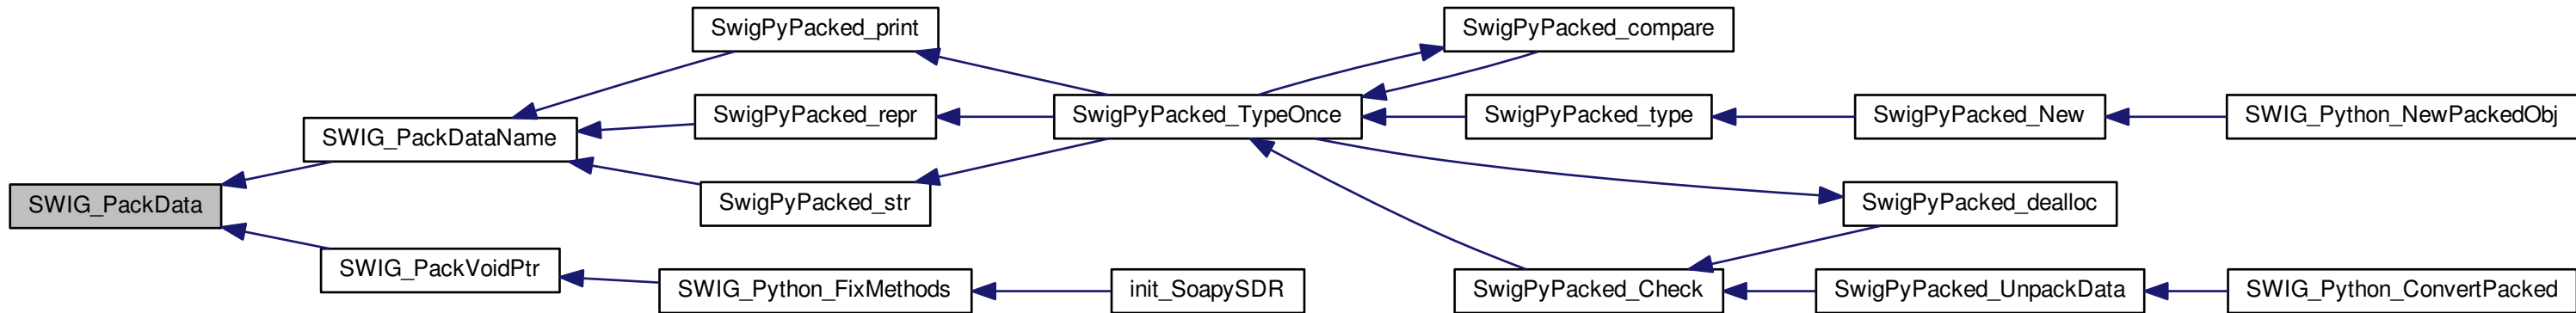 SwigPyPacked_print
SwigPyPacked_compare
SWIG_PackDataName
SwigPyPacked_repr
SwigPyPacked_TypeOnce
SwigPyPacked_type
SwigPyPacked_New
SWIG_Python_NewPackedObj
SWIG_PackData
SwigPyPacked_str
SwigPyPacked_dealloc
SWIG_PackVoidPtr
SWIG_Python_FixMethods
init_SoapySDR
SwigPyPacked_Check
SwigPyPacked_UnpackData
SWIG_Python_ConvertPacked